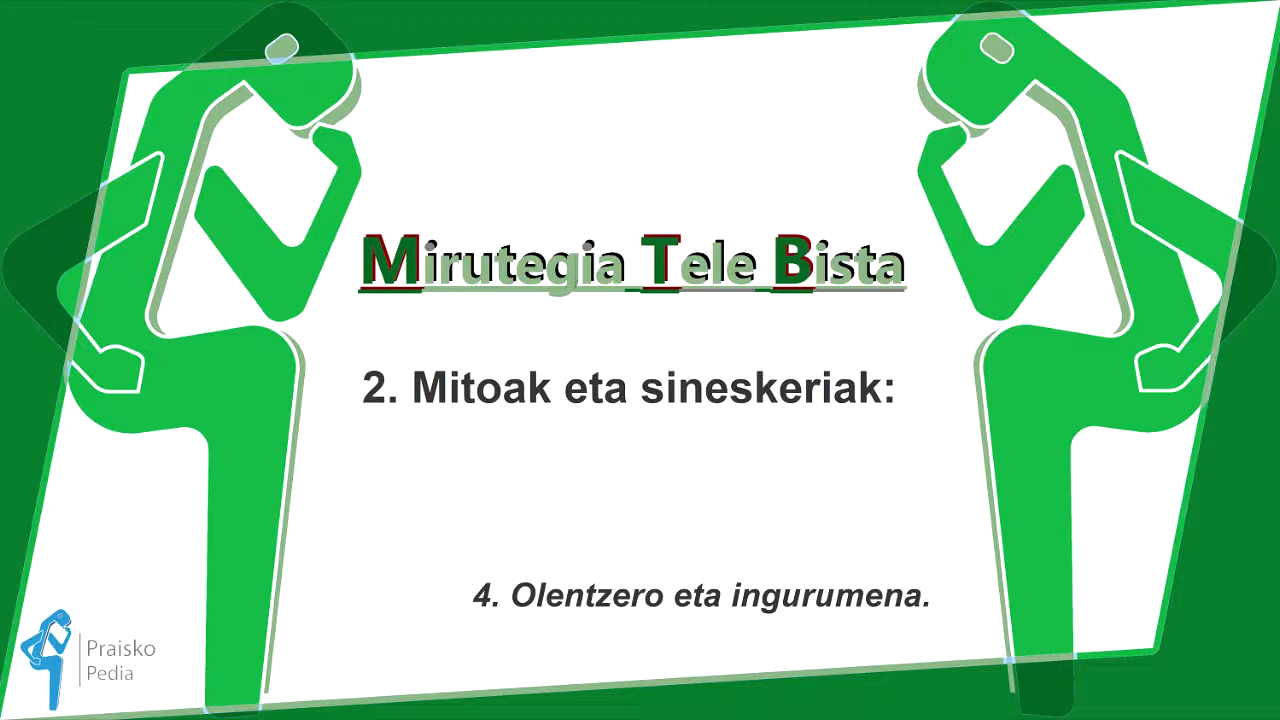 Mirutegia Tele Bista
2. Mitoak eta sineskeriak:
4. Olentzero eta ingurumena.
Praisko
Pedia